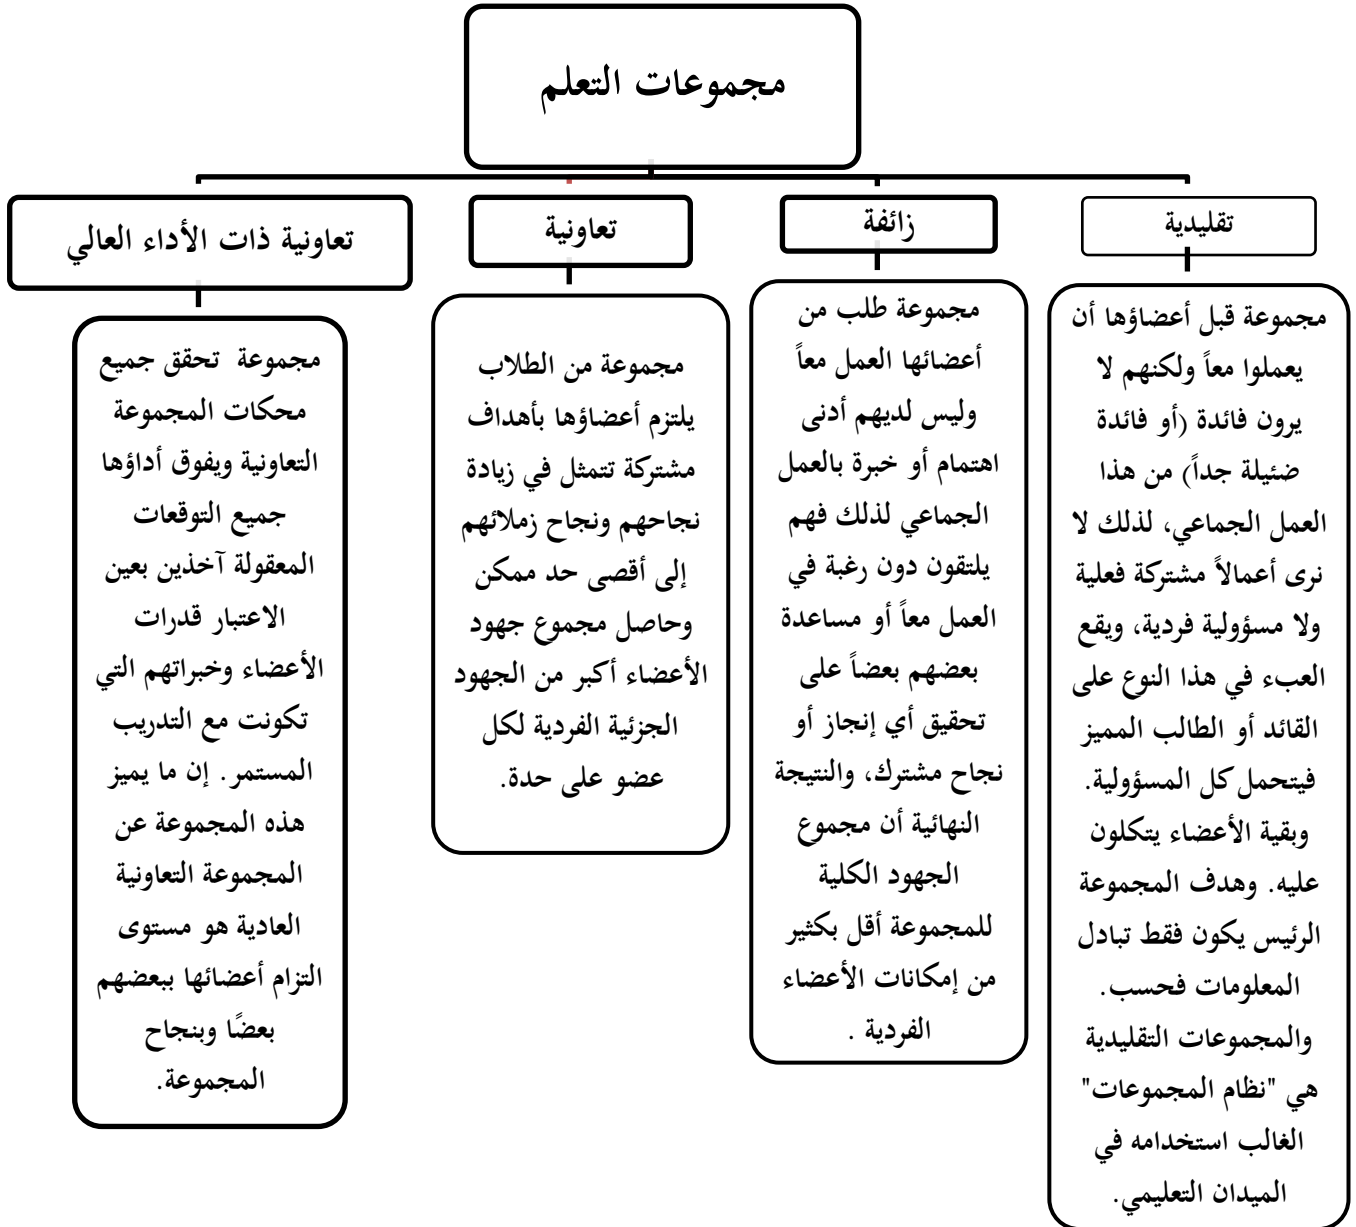 مجموعات التعلم
تقليدية
زائفة
تعاونية
تعاونية ذات الأداء العالي
مجموعة قبل أعضاؤها أن
يعملوا معاً ولكنهم لا
يرون فائدة (أو فائدة
ضئيلة جداً) من هذا
العمل الجماعي، لذلك لا
نرى أعمالاً مشتركة فعلية
ولا مسؤولية فردية، ويقع
العبء في هذا النوع على
القائد أو الطالب المميز
فيتحمل كل المسؤولية.
وبقية الأعضاء يتكلون
عليه. وهدف المجموعة
الرئيس يكون فقط تبادل
المعلومات فحسب.
والمجموعات التقليدية
هي "نظام المجموعات"
الغالب استخدامه في
الميدان التعليمي.
مجموعة طلب من
أعضائها العمل معاً
وليس لديهم أدنى
اهتمام أو خبرة بالعمل
الجماعي لذلك فهم
يلتقون دون رغبة في
العمل معاً أو مساعدة
بعضهم بعضاً على
تحقيق أي إنجاز أو
نجاح مشترك، والنتيجة
النهائية أن مجموع
الجهود الكلية
للمجموعة أقل بكثير
من إمكانات الأعضاء
الفردية .
مجموعة من الطلاب
يلتزم أعضاؤها بأهداف
مشتركة تتمثل في زيادة
نجاحهم ونجاح زملائهم
إلى أقصى حد ممكن
وحاصل مجموع جهود
الأعضاء أكبر من الجهود
الجزئية الفردية لكل
عضو على حدة.
مجموعة تحقق جميع
محكات المجموعة
التعاونية ويفوق أداؤها
جميع التوقعات
المعقولة آخذين بعين
الاعتبار قدرات
الأعضاء وخبراتهم التي
تكونت مع التدريب
المستمر. إن ما يميز
هذه المجموعة عن
المجموعة التعاونية
العادية هو مستوى
التزام أعضائها ببعضهم
بعضًا وبنجاح
المجموعة.